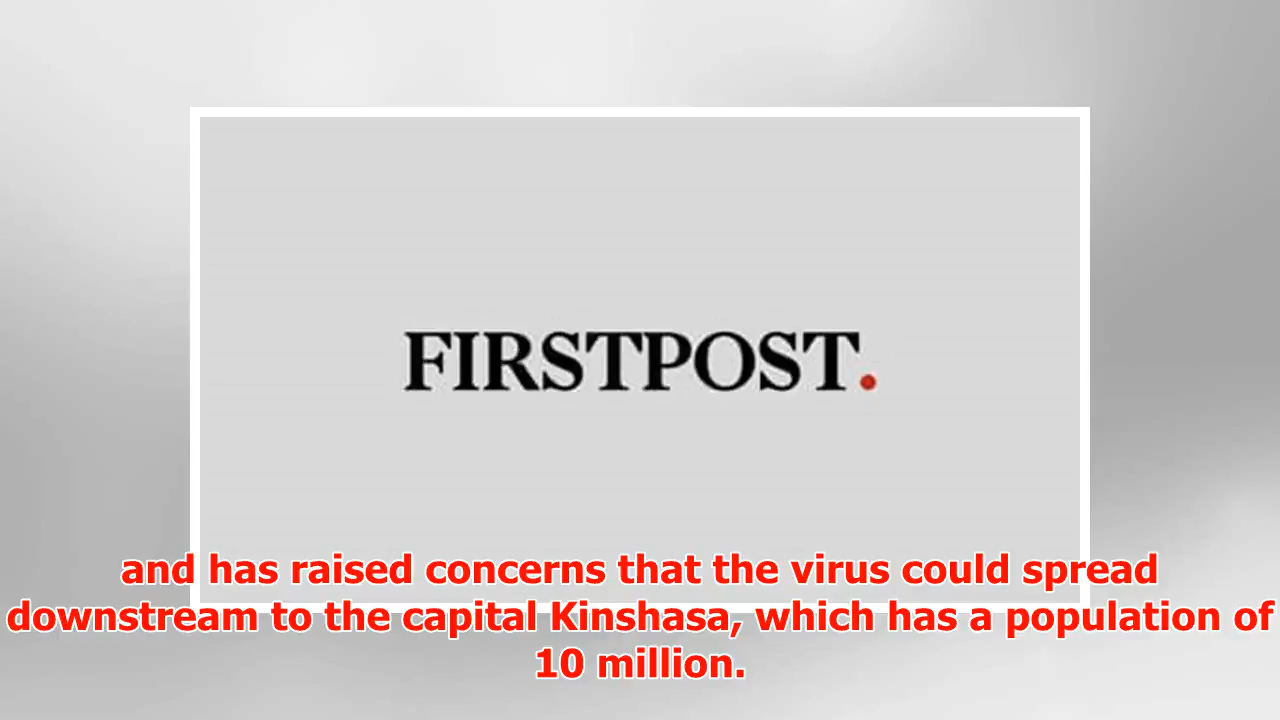 FIRSTPOST.
and has raised concerns that the virus could spread
downstream to the capital Kinshasa, which has a population of
10 million.